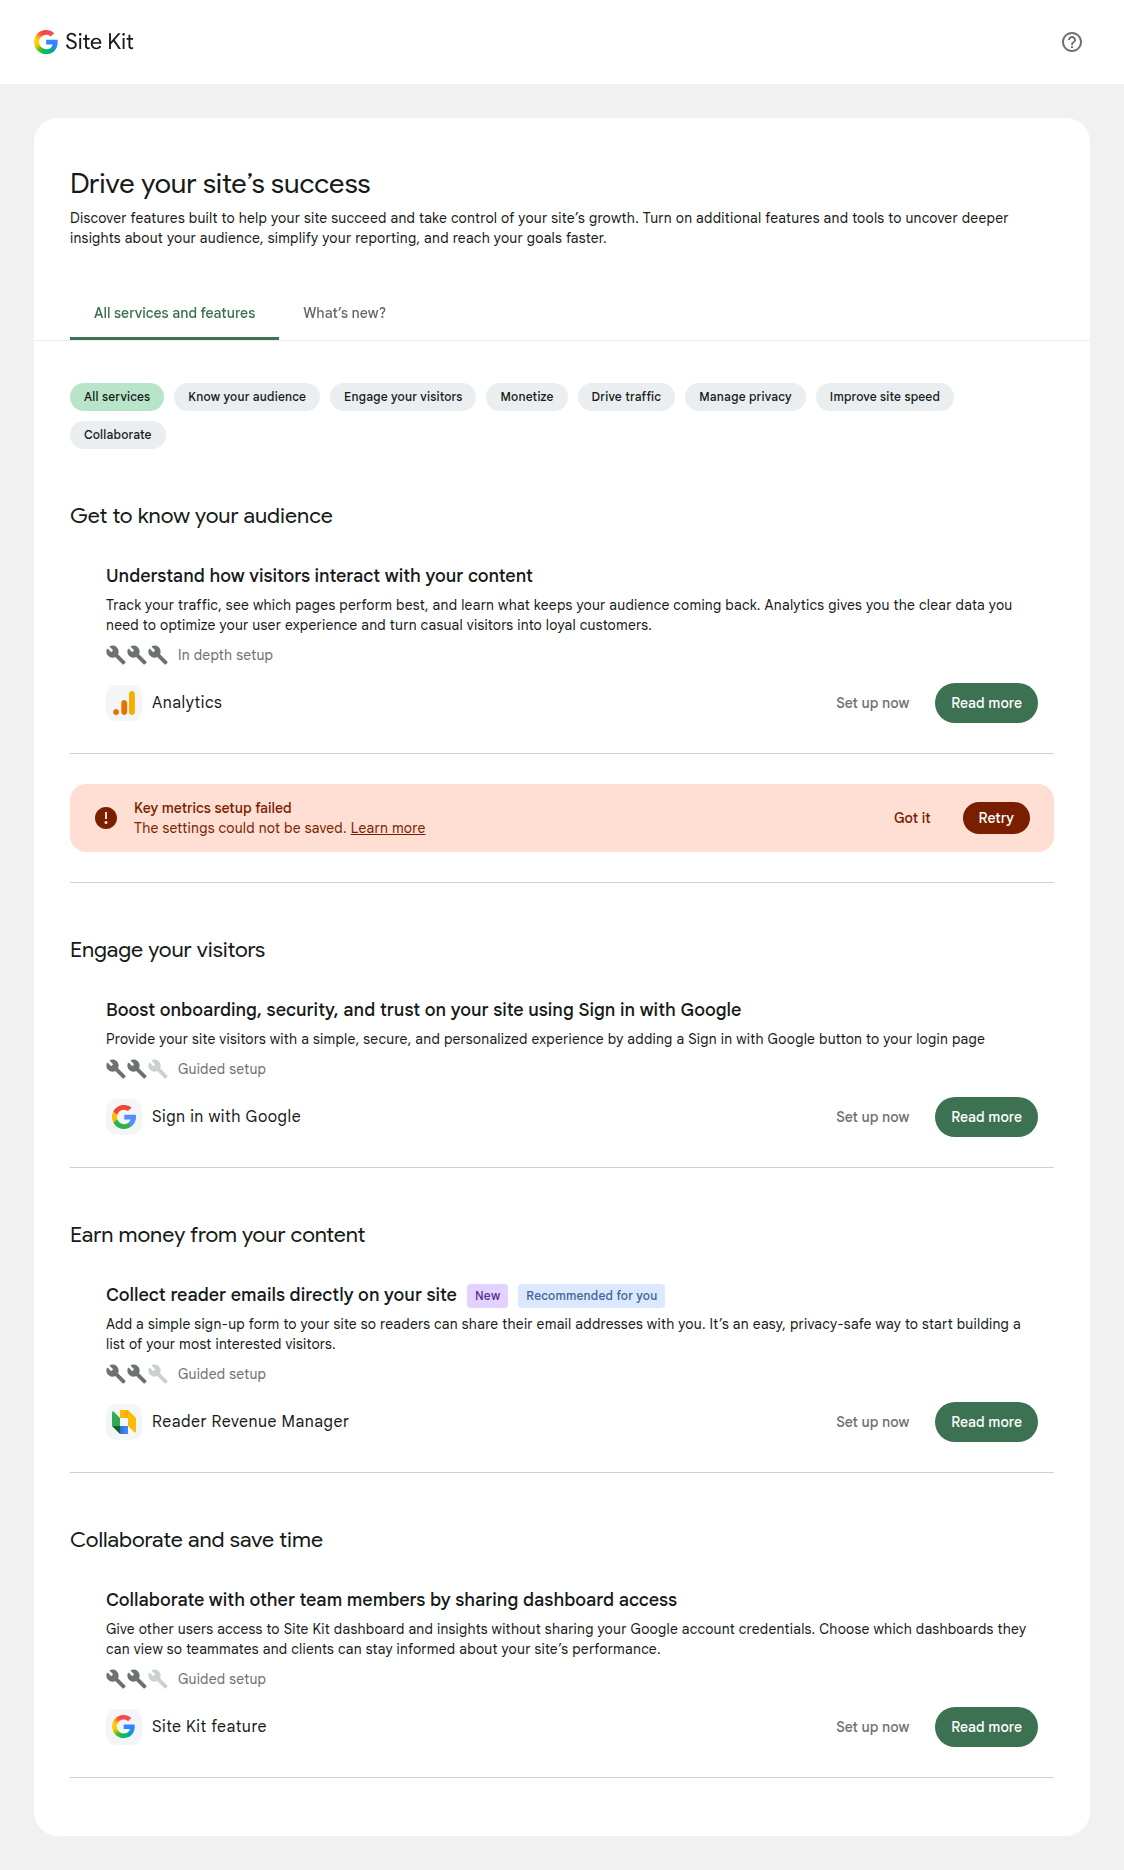 Site Kit
Drive your site’s success
Discover features built to help your site succeed and take control of your site’s growth. Turn on additional features and tools to uncover deeper
insights about your audience, simplify your reporting, and reach your goals faster.
All services and features
What’s new?
All services
Know your audience
Engage your visitors
Monetize
Drive traffic
Manage privacy
Improve site speed
Collaborate
Get to know your audience
Understand how visitors interact with your content
Track your traffic, see which pages perform best, and learn what keeps your audience coming back. Analytics gives you the clear data you
need to optimize your user experience and turn casual visitors into loyal customers.
In depth setup
Analytics
Set up now
Read more
Key metrics setup failed
The settings could not be saved. Learn more
Got it
Retry
Engage your visitors
Boost onboarding, security, and trust on your site using Sign in with Google
Provide your site visitors with a simple, secure, and personalized experience by adding a Sign in with Google button to your login page
Guided setup
Sign in with Google
Set up now
Read more
Earn money from your content
Collect reader emails directly on your site
New
Recommended for you
Add a simple sign-up form to your site so readers can share their email addresses with you. It’s an easy, privacy-safe way to start building a
list of your most interested visitors.
Guided setup
Reader Revenue Manager
Set up now
Read more
Collaborate and save time
Collaborate with other team members by sharing dashboard access
Give other users access to Site Kit dashboard and insights without sharing your Google account credentials. Choose which dashboards they
can view so teammates and clients can stay informed about your site’s performance.
Guided setup
Site Kit feature
Set up now
Read more